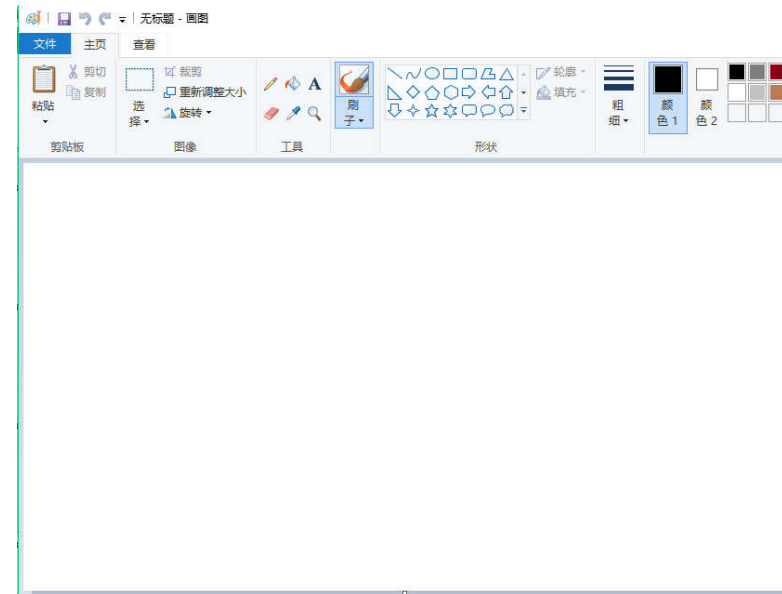 无标题 - 画图
文件 主页 查看
粘贴
剪切
复制
剪贴板
选
择
裁剪
重新调整大小
旋转
图像
A
工具
刷
子
轮廓
填充
形状
粗
细
颜
色 1
颜
色 2